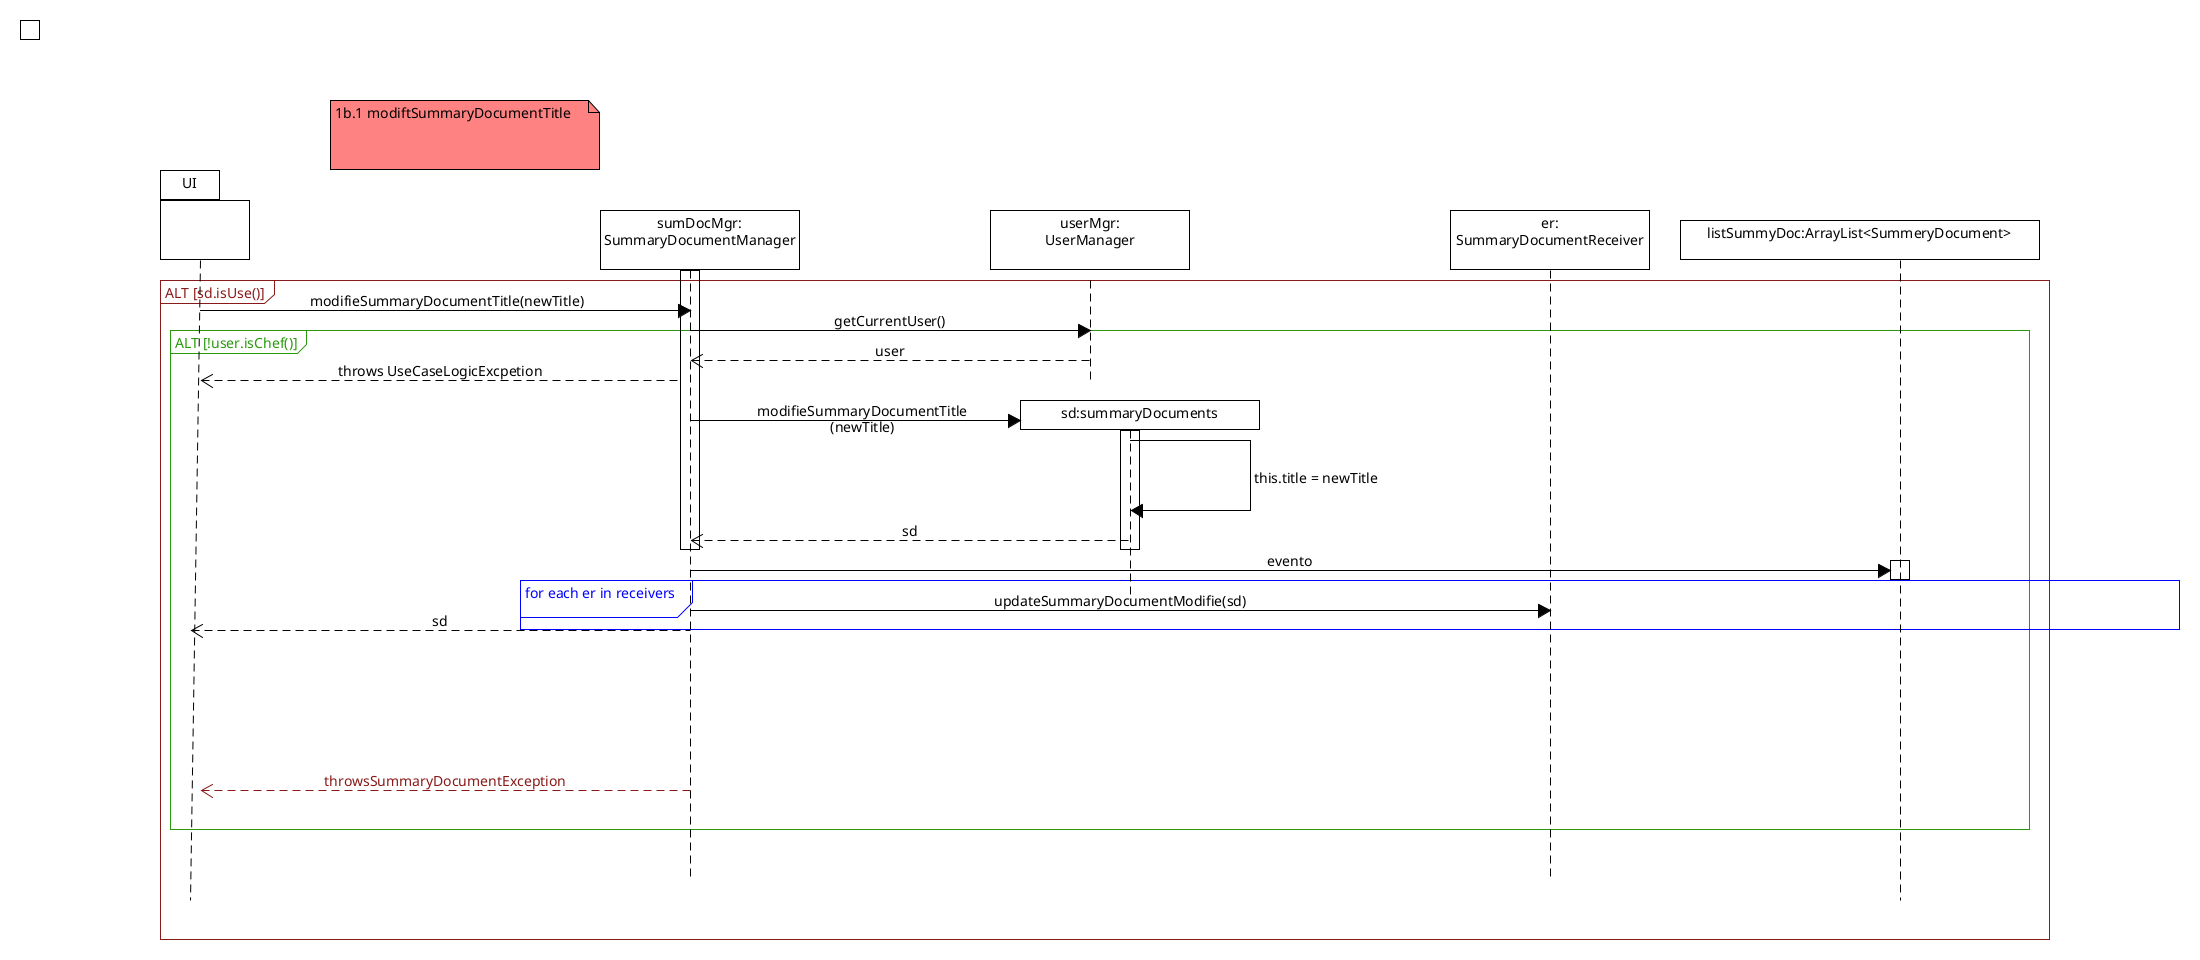 1b.1 modiftSummaryDocumentTitle
UI
sumDocMgr:
SummaryDocumentManager
userMgr:
UserManager
er:
SummaryDocumentReceiver
listSummyDoc:ArrayList<SummeryDocument>
ALT [sd.isUse()]
modifieSummaryDocumentTitle(newTitle)
getCurrentUser()
ALT [!user.isChef()]
user
throws UseCaseLogicExcpetion
modifieSummaryDocumentTitle
(newTitle)
sd:summaryDocuments
this.title = newTitle
sd
evento
for each er in receivers
updateSummaryDocumentModifie(sd)
sd
throwsSummaryDocumentException